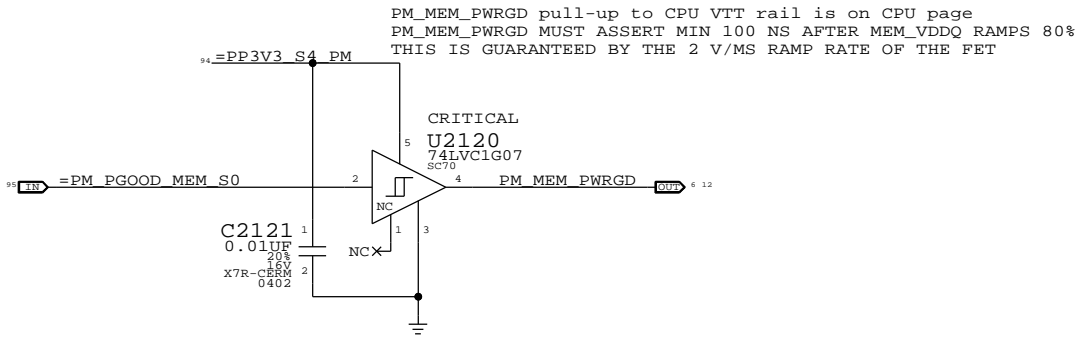 PM_MEM_PWRGD pull-up to CPU VTT rail is on CPU page
PM_MEM_PWRGD MUST ASSERT MIN 100 NS AFTER MEM_VDDQ RAMPS 80%
THIS IS GUARANTEED BY THE 2 V/MS RAMP RATE OF THE FET
94 =PP3V3_S4_PM
CRITICAL
5 U2120
74LVC1G07
SC70
95 IN =PM_PGOOD_MEM_S0 2 4 PM_MEM_PWRGD OUT 6 12
NC
C2121 1 1 3
0.01UF NC
20%
16V
X7R-CERM 2
0402